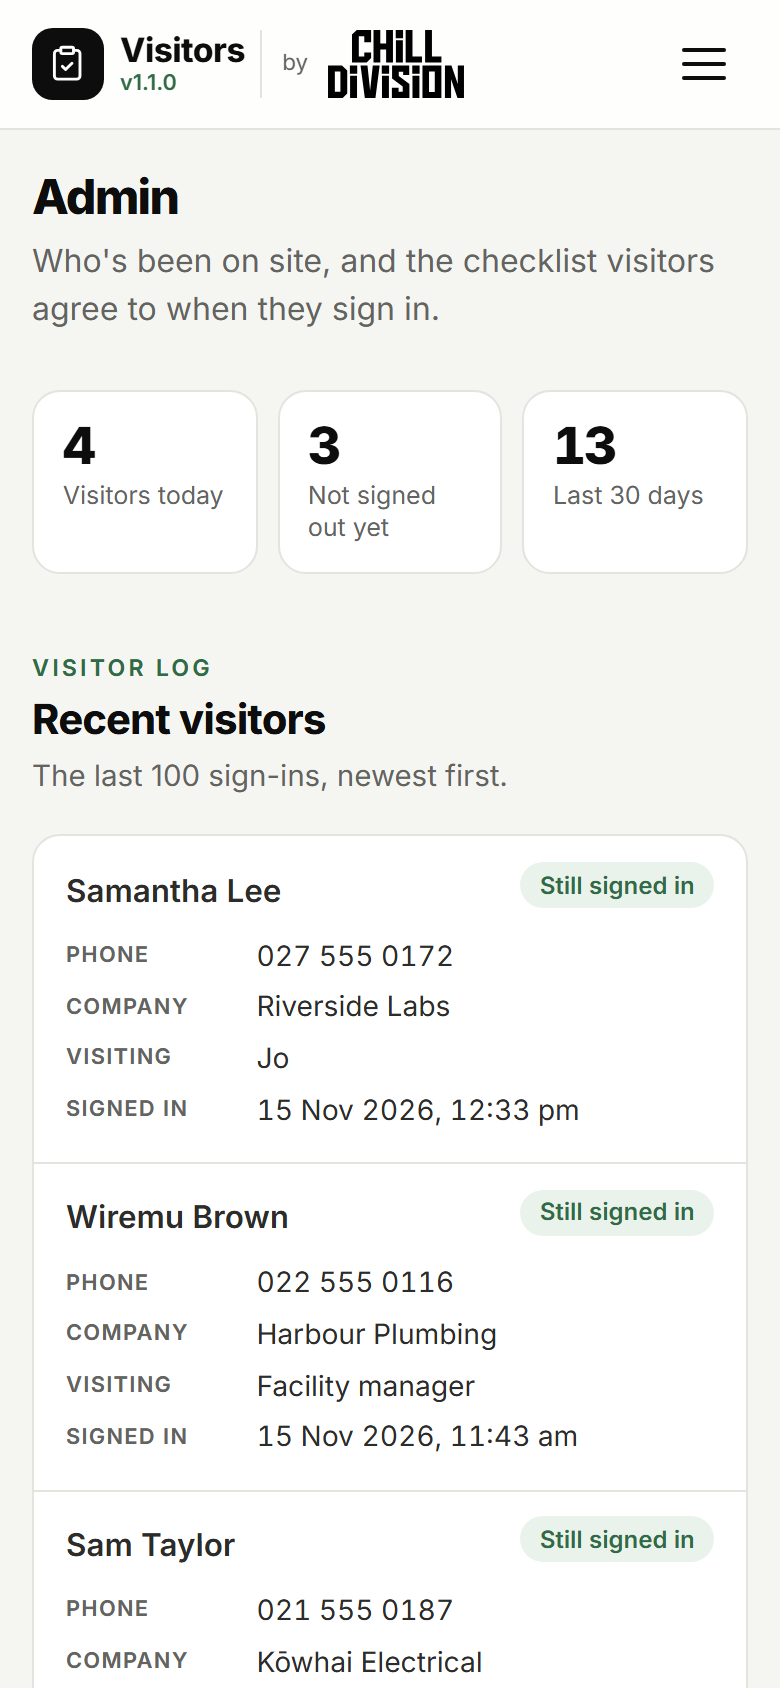 Visitors
v1.1.0
by
CHiLL
DiViSiON
Admin
Who's been on site, and the checklist visitors
agree to when they sign in.
4
Visitors today
3
Not signed
out yet
13
Last 30 days
VISITOR LOG
Recent visitors
The last 100 sign-ins, newest first.
Samantha Lee
Still signed in
PHONE 027 555 0172
COMPANY Riverside Labs
VISITING Jo
SIGNED IN 15 Nov 2026, 12:33 pm
Wiremu Brown
Still signed in
PHONE 022 555 0116
COMPANY Harbour Plumbing
VISITING Facility manager
SIGNED IN 15 Nov 2026, 11:43 am
Sam Taylor
Still signed in
PHONE 021 555 0187
COMPANY Kōwhai Electrical